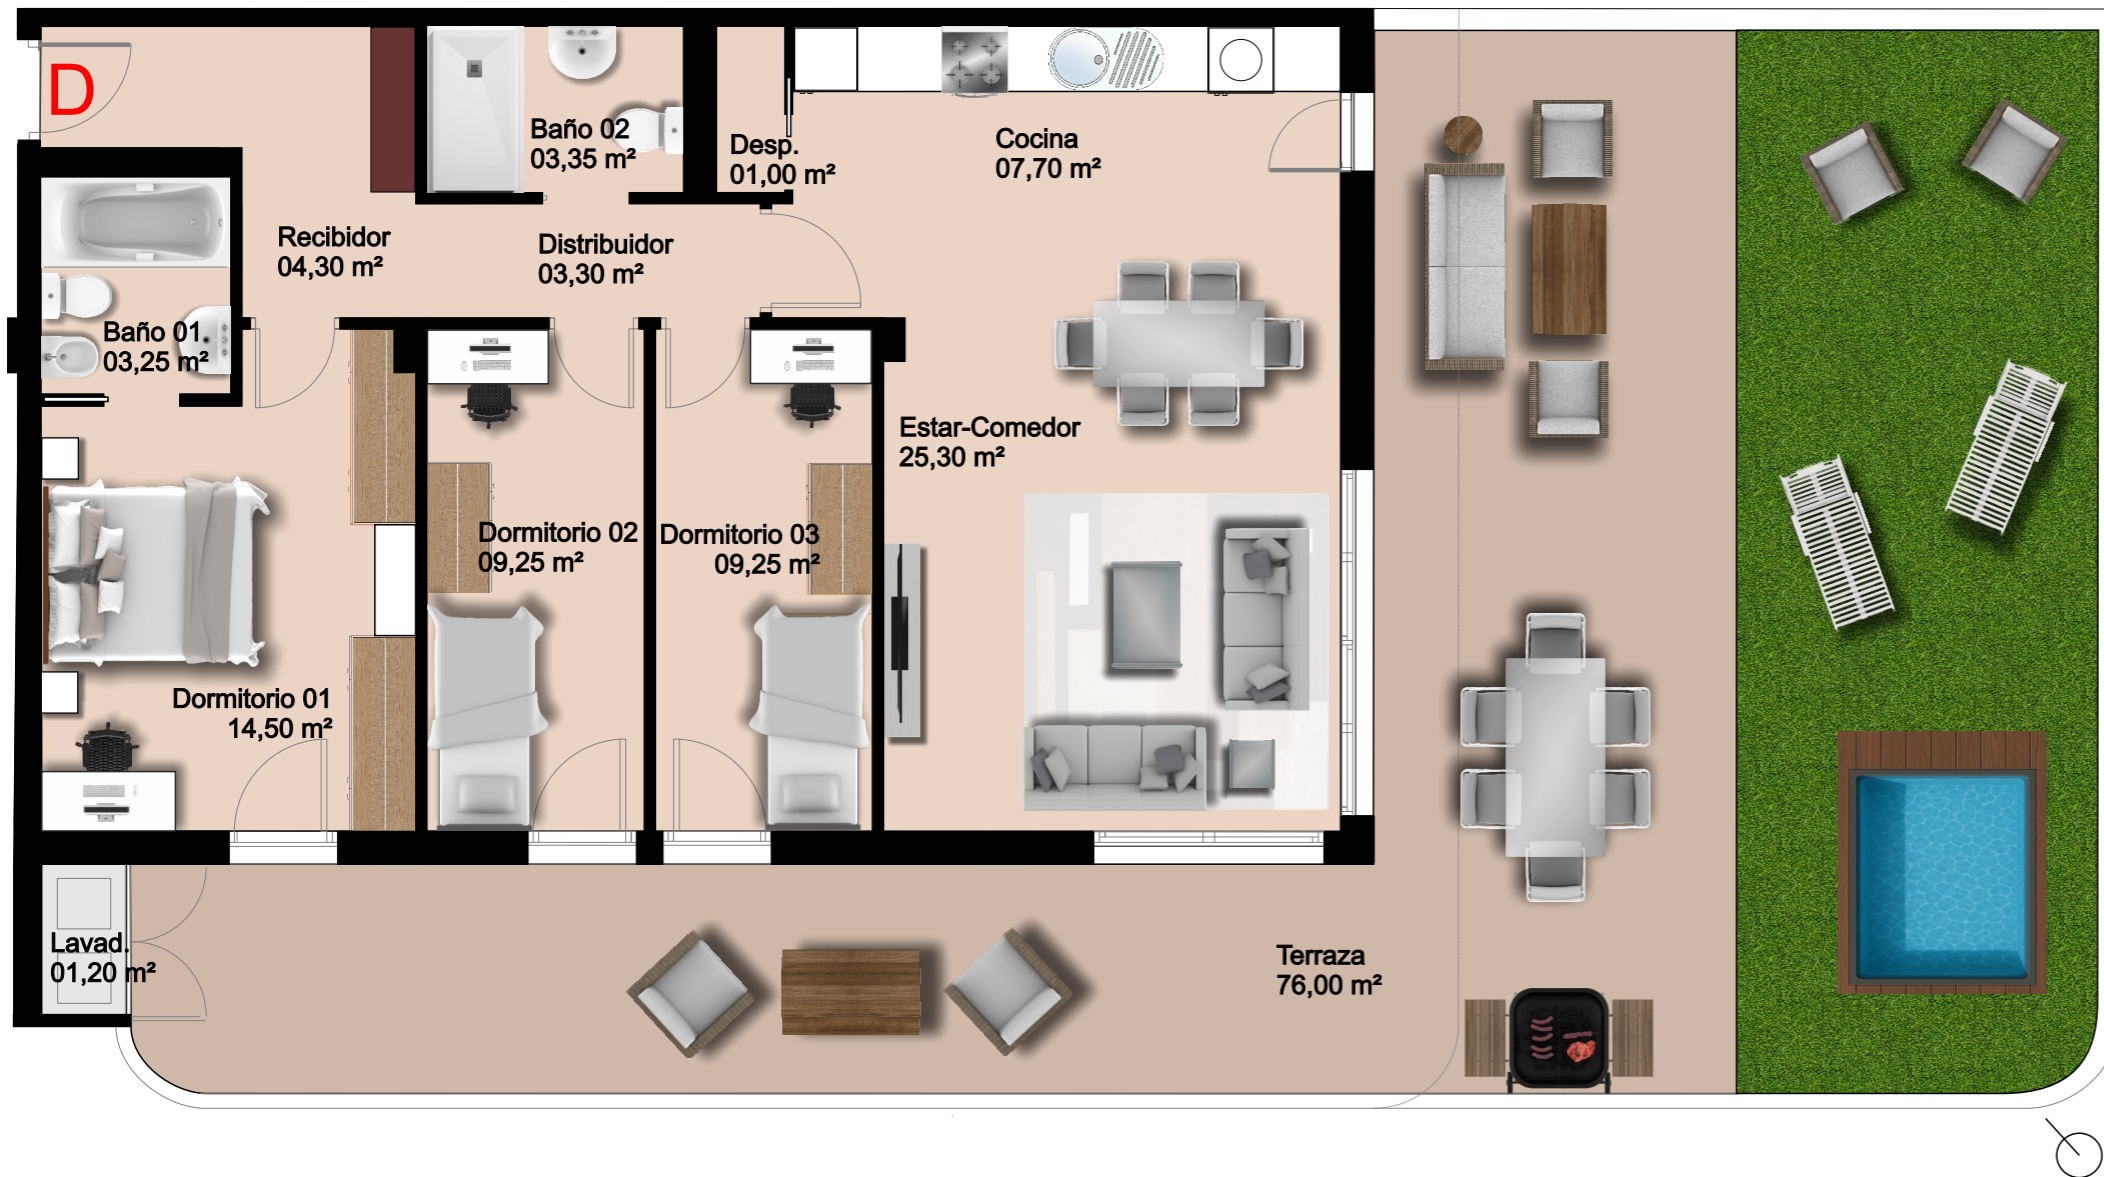 D
Baño 02
03,35 m²
Desp.
01,00 m²
Cocina
07,70 m²
Recibidor
04,30 m²
Distribuidor
03,30 m²
Baño 01
03,25 m²
Estar-Comedor
25,30 m²
Dormitorio 02
09,25 m²
Dormitorio 03
09,25 m²
Dormitorio 01
14,50 m²
Lavad.
01,20 m²
Terraza
76,00 m²